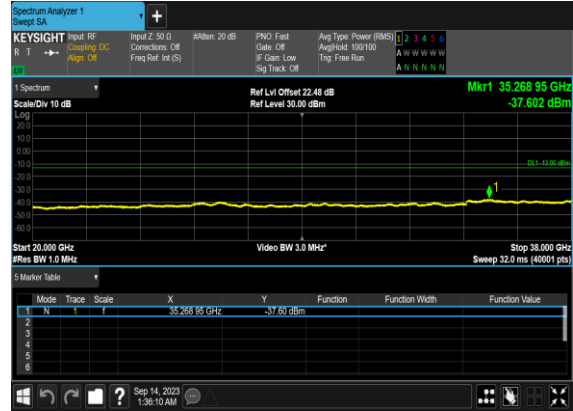 Spectrum Analyzer 1
Swept SA
+
KEYSIGHT Input: RF
R T
Coupling: DC
Align: Off
LNI
Input Z: 50 Ω
Corrections: Off
Freq Ref: Int (S)
#Atten: 20 dB
PNO: Fast
Gate: Off
IF Gain: Low
Sig Track: Off
Avg Type: Power (RMS)
Avg|Hold: 100/100
Trig: Free Run
1 2 3 4 5 6
A W W W W W
A N N N N N
1 Spectrum
Scale/Div 10 dB
Ref Lvl Offset 22.48 dB
Ref Level 30.00 dBm
Mkr1 35.268 95 GHz
-37.602 dBm
Log
20.0
10.0
0.00
-10.0
-20.0
-30.0
-40.0
-50.0
-60.0
DL1 -13.00 dBm
1
Start 20.000 GHz
#Res BW 1.0 MHz
Video BW 3.0 MHz*
Stop 38.000 GHz
Sweep 32.0 ms (40001 pts)
5 Marker Table
Mode Trace Scale X Y Function Function Width Function Value
1 N 1 f 35.268 95 GHz -37.60 dBm
2
3
4
5
6
?
Sep 14, 2023
1:36:10 AM